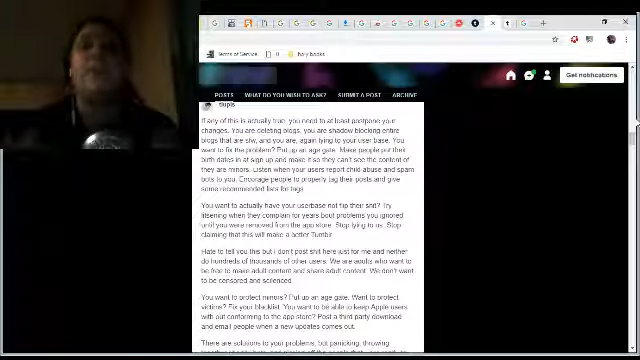 Terms of Service
0
holy books
Get notifications
POSTS WHAT DO YOU WISH TO ASK? SHADOW POST ARCHIVE
If any of this is actually true, you need to at least postpone your
changes. You are deleting blogs, you are shadow blocking entire
blogs that are sfw, and you are, again lying to your user base. You
want to fix the problem? Put up an age gate. Make people put their
birth dates in at sign up and make it so they can't see the content of
they are minors. Listen when your users report child abuse and spam
bots to you. Encourage people to properly tag their posts and give
some recommended lists for tags
You want to actually have your userbase not flip their shit? Try
litsening when they complain for years bout problems you ignored
until you were removed from the app store. Stop lying to us. Stop
claiming that this will make a better Tumblr
Hate to tell you this but i don't post shit here just for me and neither
do hundreds of thousands of other users. We are adults who want to
be free to make adult content and share adult content. We don't want
to be censored and scilenced
You want to protect minors? Put up an age gate. Want to protect
victims? Fix your blacklist. You want to be able to keep Apple users
with out conforming to the app store? Post a third party download
and email people when a new updates comes out.
There are solutions to your problems, but panicking, throwing